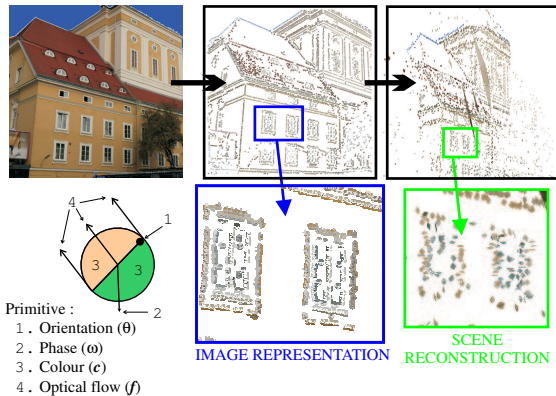 4
1
3
3
2
Primitive :
1. Orientation (θ)
2. Phase (ω)
3. Colour (c)
4. Optical flow (f)
IMAGE REPRESENTATION
SCENE
RECONSTRUCTION